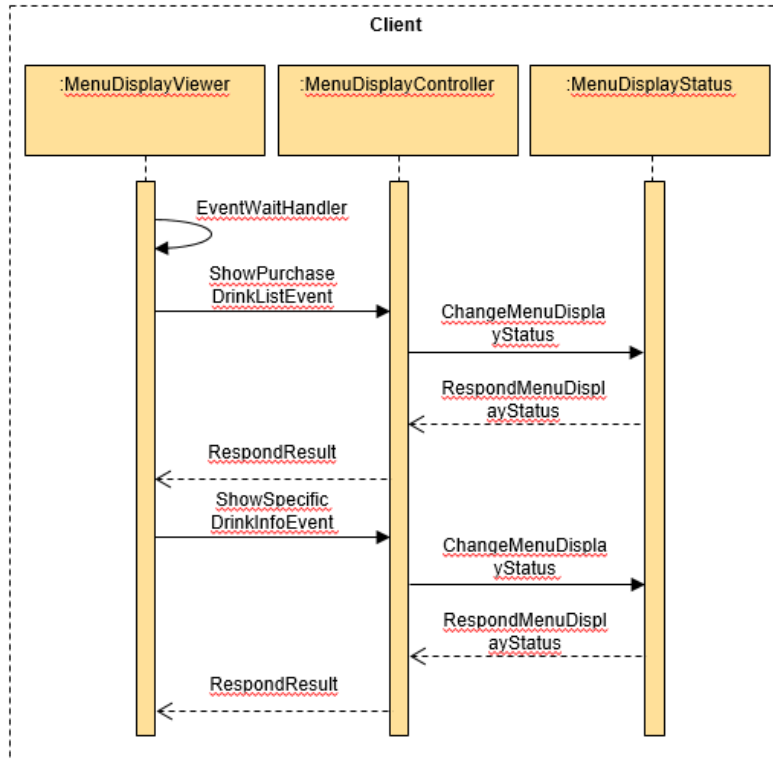 Client
:MenuDisplayViewer
:MenuDisplayController
:MenuDisplayStatus
EventWaitHandler
ShowPurchase
DrinkListEvent
ChangeMenuDispla
yStatus
RespondMenuDispl
ayStatus
RespondResult
ShowSpecific
DrinkInfoEvent
ChangeMenuDispla
yStatus
RespondMenuDispl
ayStatus
RespondResult